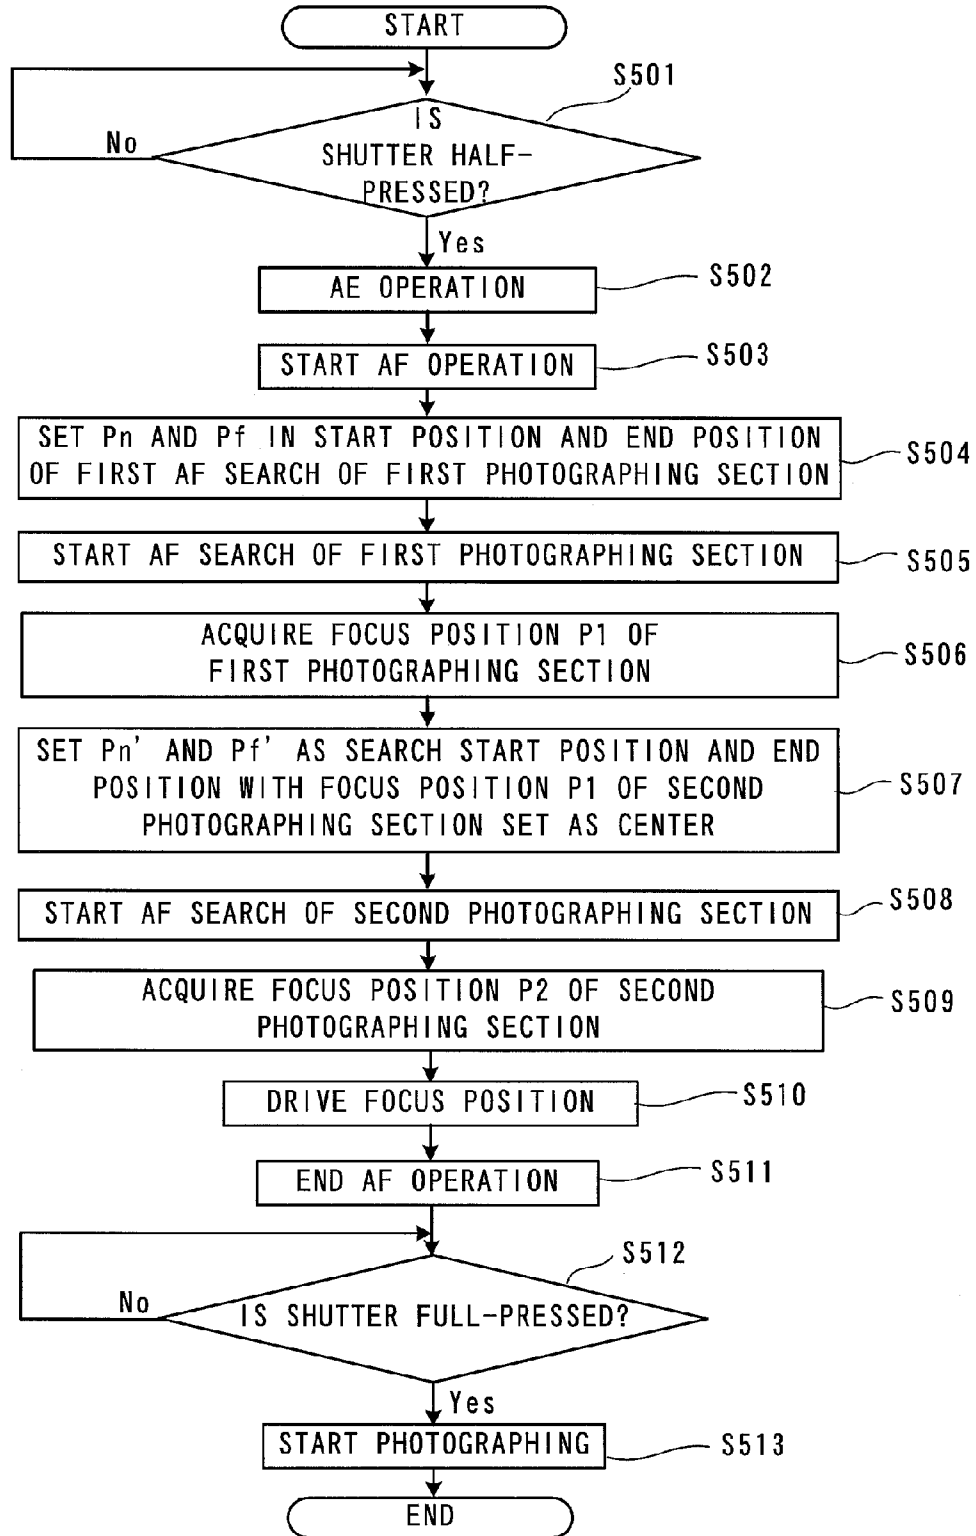 START
S501
IS
SHUTTER HALF-
PRESSED?
No
Yes
AE OPERATION
S502
START AF OPERATION
S503
SET Pn AND Pf IN START POSITION AND END POSITION
OF FIRST AF SEARCH OF FIRST PHOTOGRAPHING SECTION
S504
START AF SEARCH OF FIRST PHOTOGRAPHING SECTION
S505
ACQUIRE FOCUS POSITION P1 OF
FIRST PHOTOGRAPHING SECTION
S506
SET Pn' AND Pf' AS SEARCH START POSITION AND END
POSITION WITH FOCUS POSITION P1 OF SECOND
PHOTOGRAPHING SECTION SET AS CENTER
S507
START AF SEARCH OF SECOND PHOTOGRAPHING SECTION
S508
ACQUIRE FOCUS POSITION P2 OF SECOND
PHOTOGRAPHING SECTION
S509
DRIVE FOCUS POSITION
S510
END AF OPERATION
S511
S512
IS SHUTTER FULL-PRESSED?
No
Yes
START PHOTOGRAPHING
S513
END